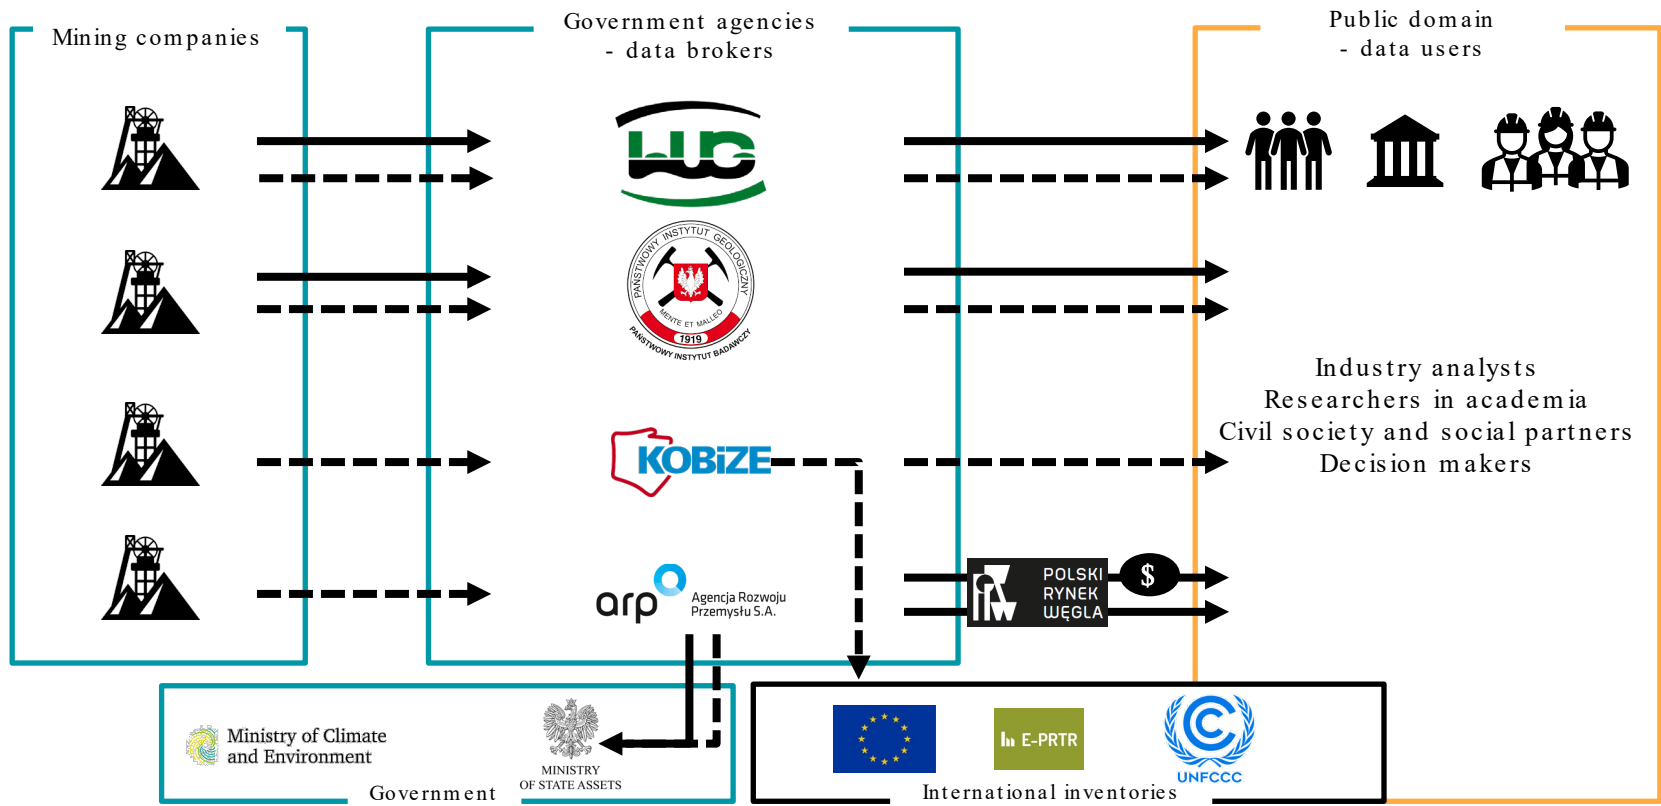 Mining companies
Government agencies
- data brokers
Public domain
- data users
WUG
PAŃSTWOWY INSTYTUT GEOLOGICZNY
MENTE ET MALLEO
1919
PAŃSTWOWY INSTYTUT BADAWCZY
Industry analysts
Researchers in academia
Civil society and social partners
Decision makers
KOBiZE
arp
Agencja Rozwoju
Przemysłu S.A.
POLSKI
RYNEK
WĘGLA
$
Ministry of Climate
and Environment
MINISTRY
OF STATE ASSETS
Government
E-PRTR
UNFCCC
International inventories